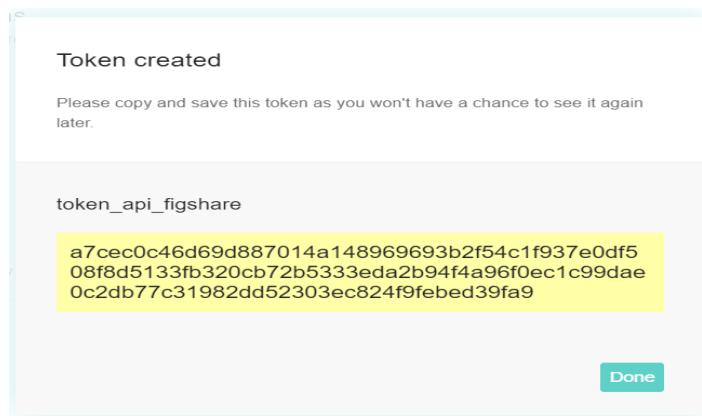 Token created
Please copy and save this token as you won't have a chance to see it again
later.
token_api_figshare
a7cec0c46d69d887014a148969693b2f54c1f937e0df5
08f8d5133fb320cb72b5333eda2b94f4a96f0ec1c99dae
0c2db77c31982dd52303ec824f9febed39fa9
Done